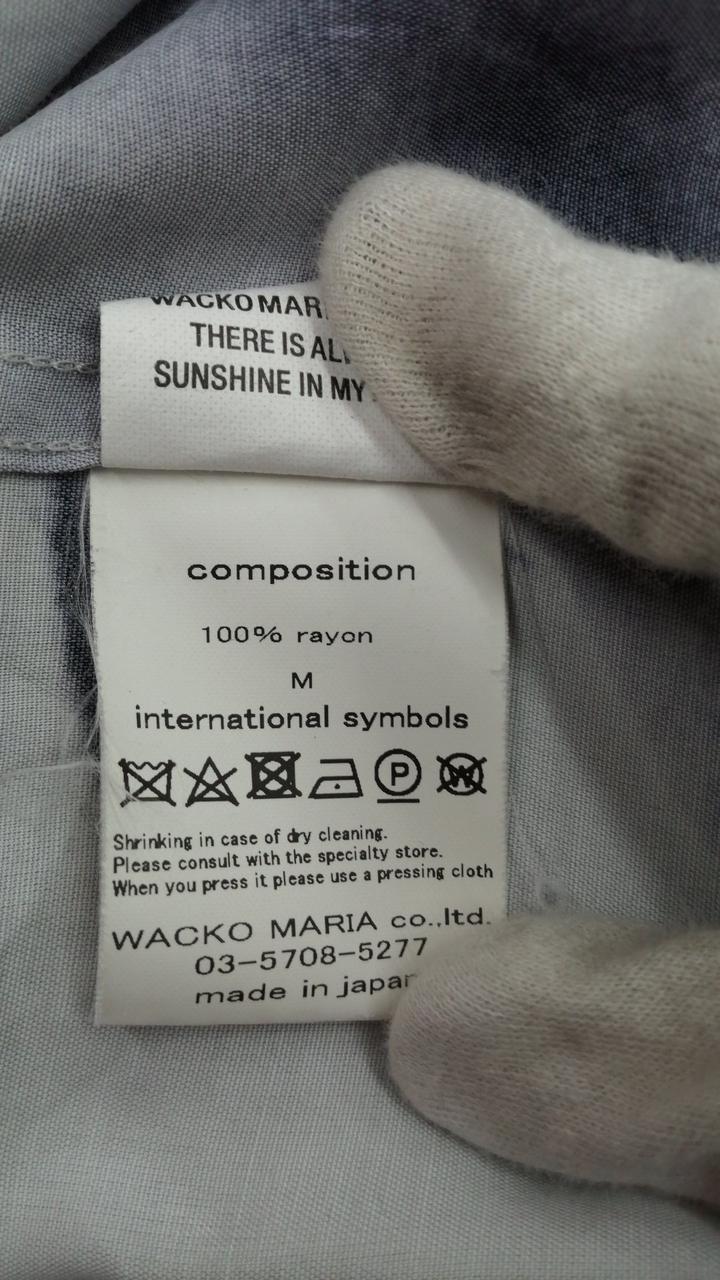 WACKO MAR
THERE IS AL
SUNSHINE IN MY
composition
100% rayon
M
international symbols
P W
Shrinking in case of dry cleaning.
Please consult with the specialty store.
When you press it please use a pressing cloth
WACKO MARIA co.,ltd.
03-5708-5277
made in japan